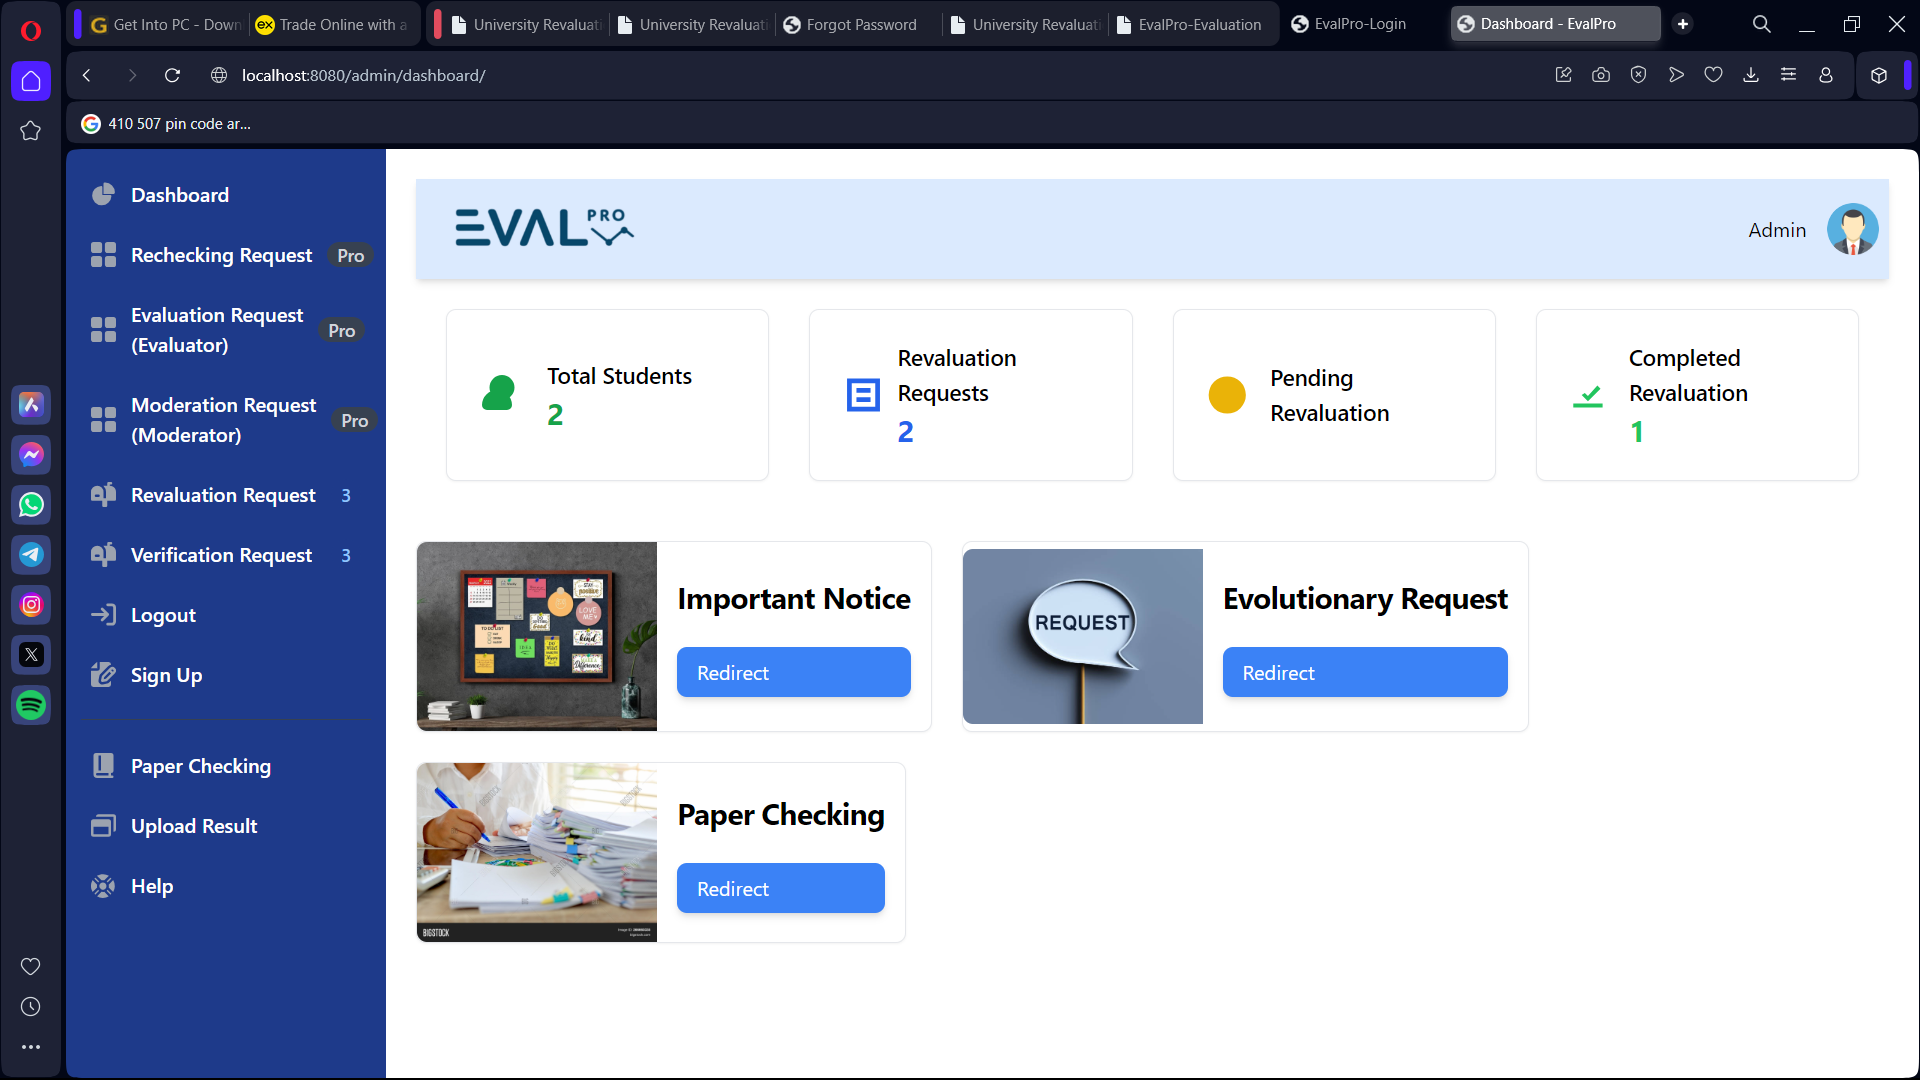 Get Into PC - Down
Trade Online with a
University Revaluati
University Revaluati
Forgot Password
University Revaluati
EvalPro-Evaluation
EvalPro-Login
Dashboard - EvalPro
localhost:8080/admin/dashboard/
410 507 pin code ar...
Dashboard
Rechecking Request Pro
Evaluation Request
(Evaluator)
Pro
Moderation Request
(Moderator)
Pro
Revaluation Request 3
Verification Request 3
Logout
Sign Up
Paper Checking
Upload Result
Help
EVAL PRO
Admin
Total Students
2
Revaluation
Requests
2
Pending
Revaluation
Completed
Revaluation
1
Important Notice
Redirect
REQUEST
Evolutionary Request
Redirect
Paper Checking
Redirect
BIGSTOCK